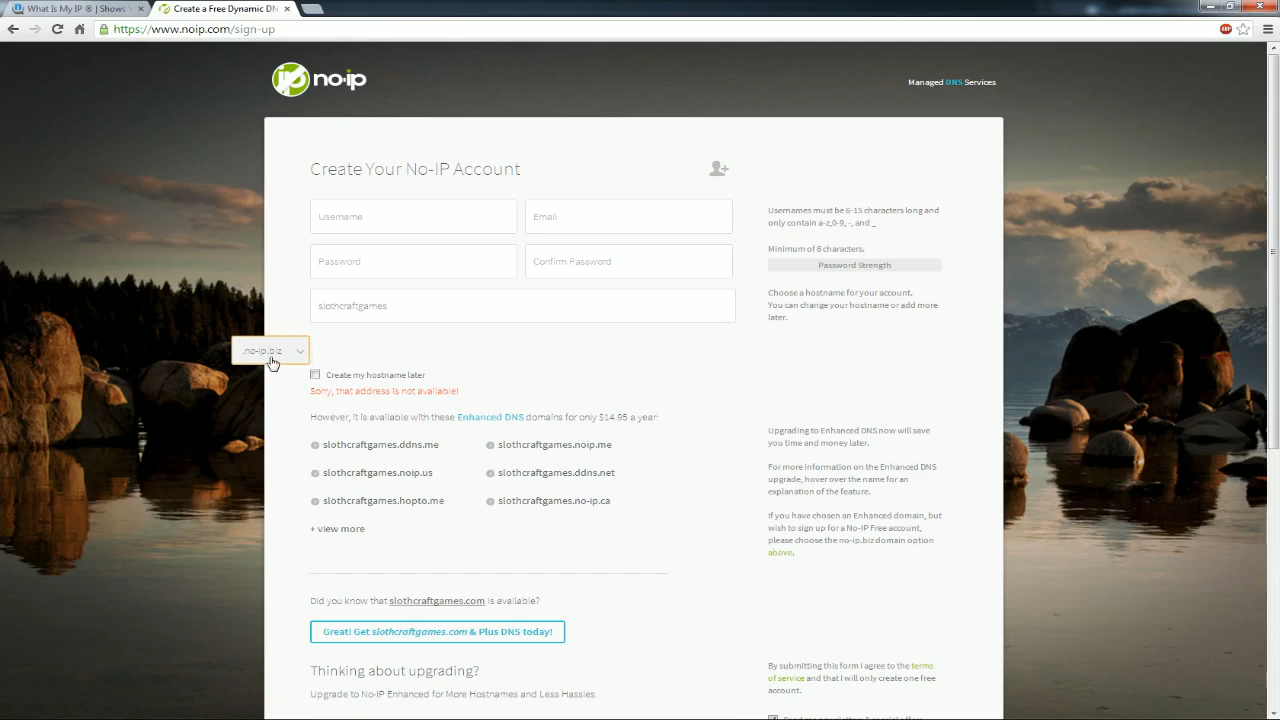 What Is My IP ® | Shows Y
Create a Free Dynamic DN
https://www.noip.com/sign-up
ABP
no-ip
Managed DNS Services
Create Your No-IP Account
Username
Email
Usernames must be 6-15 characters long and
only contain a-z,0-9, -, and _
Password
Confirm Password
Minimum of 6 characters.
Password Strength
slothcraftgames
Choose a hostname for your account.
You can change your hostname or add more
later.
.no-ip.biz
Create my hostname later
Sorry, that address is not available!
However, it is available with these Enhanced DNS domains for only $14.95 a year:
slothcraftgames.ddns.me
slothcraftgames.noip.me
slothcraftgames.noip.us
slothcraftgames.ddns.net
slothcraftgames.hopto.me
slothcraftgames.no-ip.ca
+ view more
Upgrading to Enhanced DNS now will save
you time and money later.
For more information on the Enhanced DNS
upgrade, hover over the name for an
explanation of the feature.
If you have chosen an Enhanced domain, but
wish to sign up for a No-IP Free account,
please choose the no-ip.biz domain option
above.
Did you know that slothcraftgames.com is available?
Great! Get slothcraftgames.com & Plus DNS today!
Thinking about upgrading?
Upgrade to No-IP Enhanced for More Hostnames and Less Hassles.
By submitting this form I agree to the terms
of service and that I will only create one free
account.